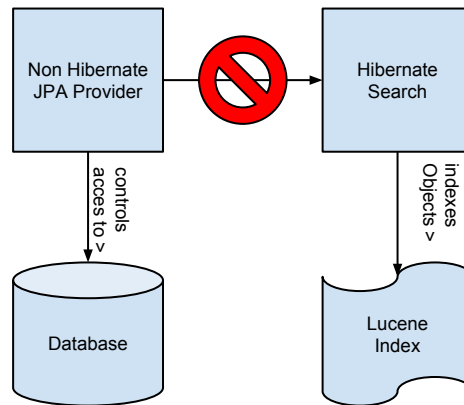 Non Hibernate
JPA Provider
Hibernate
Search
controls
acces to >
indexes
Objects >
Database
Lucene
Index